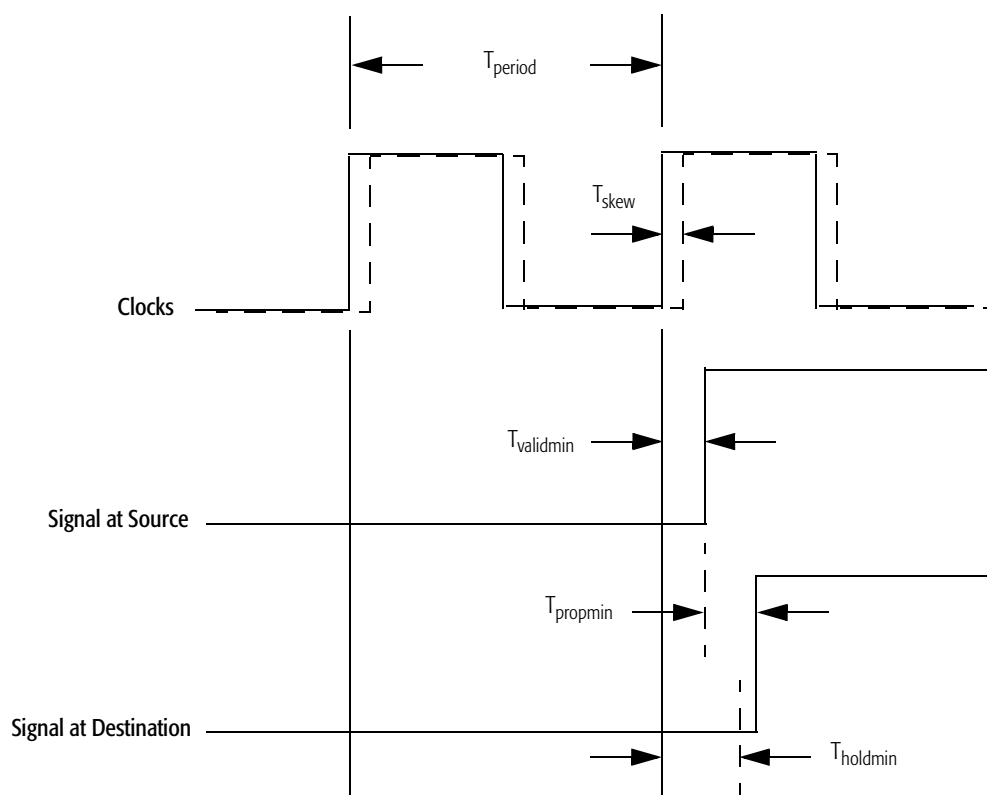 Tperiod
Tskew
Clocks
Tvalidmin
Signal at Source
Tpropmin
Signal at Destination
Tholdmin